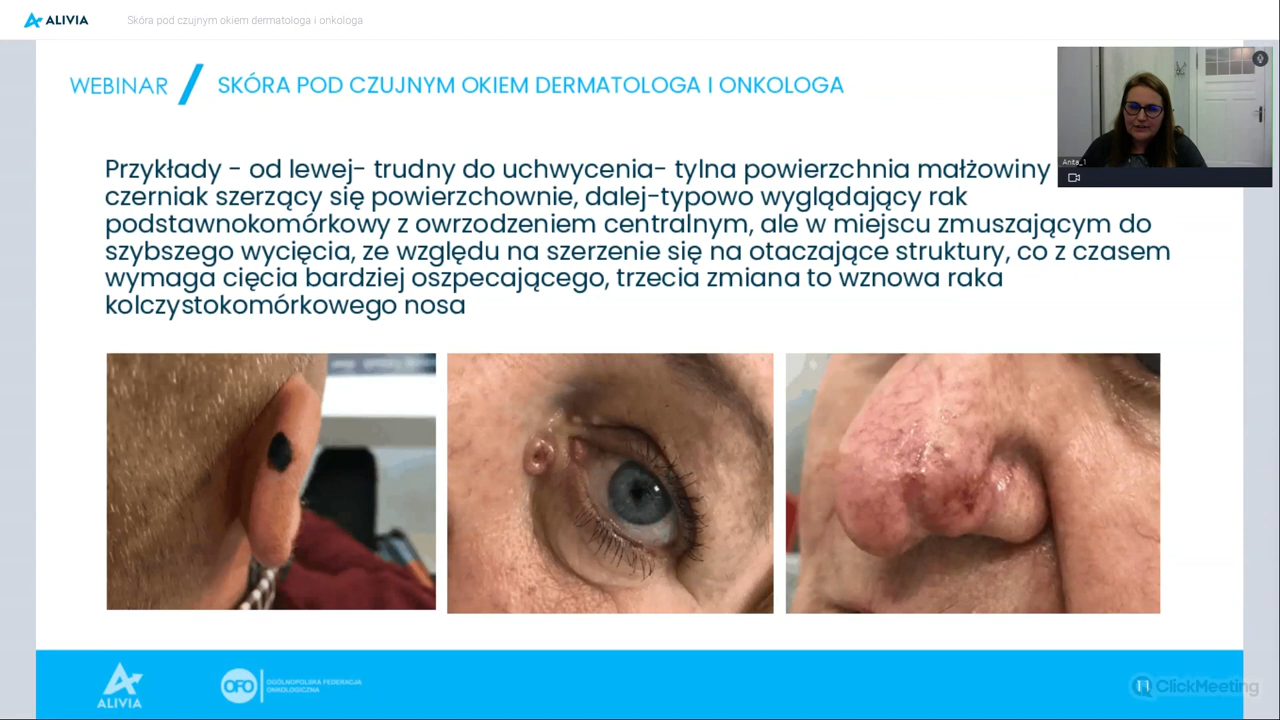 ALIVIA
Skóra pod czujnym okiem dermatologa i onkologa
WEBINAR / SKÓRA POD CZUJNYM OKIEM DERMATOLOGA I ONKOLOGA
Anita_1
Przykłady - od lewej- trudny do uchwycenia- tylna powierzchnia małżowiny
czerniak szerzący się powierzchownie, dalej-typowo wyglądający rak
podstawnokomórkowy z owrzodzeniem centralnym, ale w miejscu zmuszającym do
szybszego wycięcia, ze względu na szerzenie się na otaczające struktury, co z czasem
wymaga cięcia bardziej oszpecającego, trzecia zmiana to wznowa raka
kolczystokomórkowego nosa
ALIVIA
OFO
OGÓLNOPOLSKA FEDERACJA
ONKOLOGICZNA
ClickMeeting